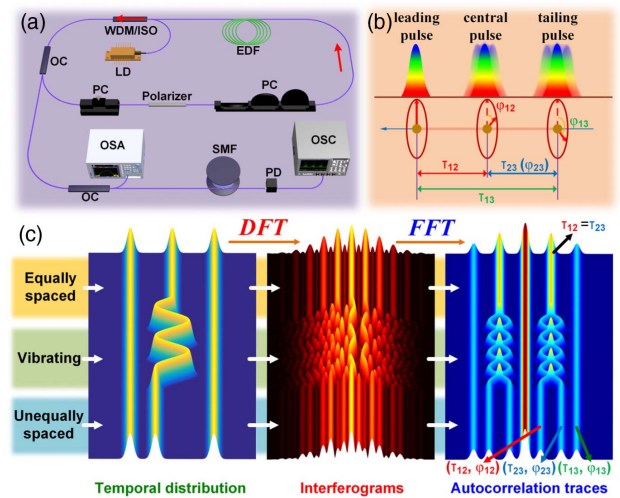 (a)
WDM/ISO
EDF
OC
LD
PC
Polarizer
PC
OSA
OSC
SMF
PD
OC
(b)
leading pulse
central pulse
tailing pulse
φ12
φ13
τ12
τ23 (φ23)
τ13
(c)
DFT
FFT
τ12 = τ23
Equally spaced
Vibrating
Unequally spaced
(τ12, φ12) (τ23, φ23) (τ13, φ13)
Temporal distribution
Interferograms
Autocorrelation traces